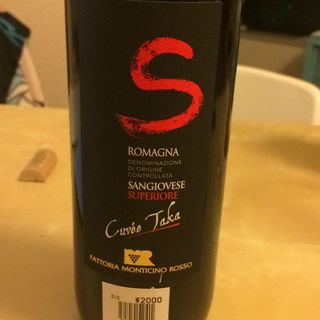 S
ROMAGNA
DENOMINAZIONE
DI ORIGINE
CONTROLLATA
SANGIOVESE
SUPERIORE
Cuvée Taka
FATTORIA MONTICINO ROSSO
¥2000